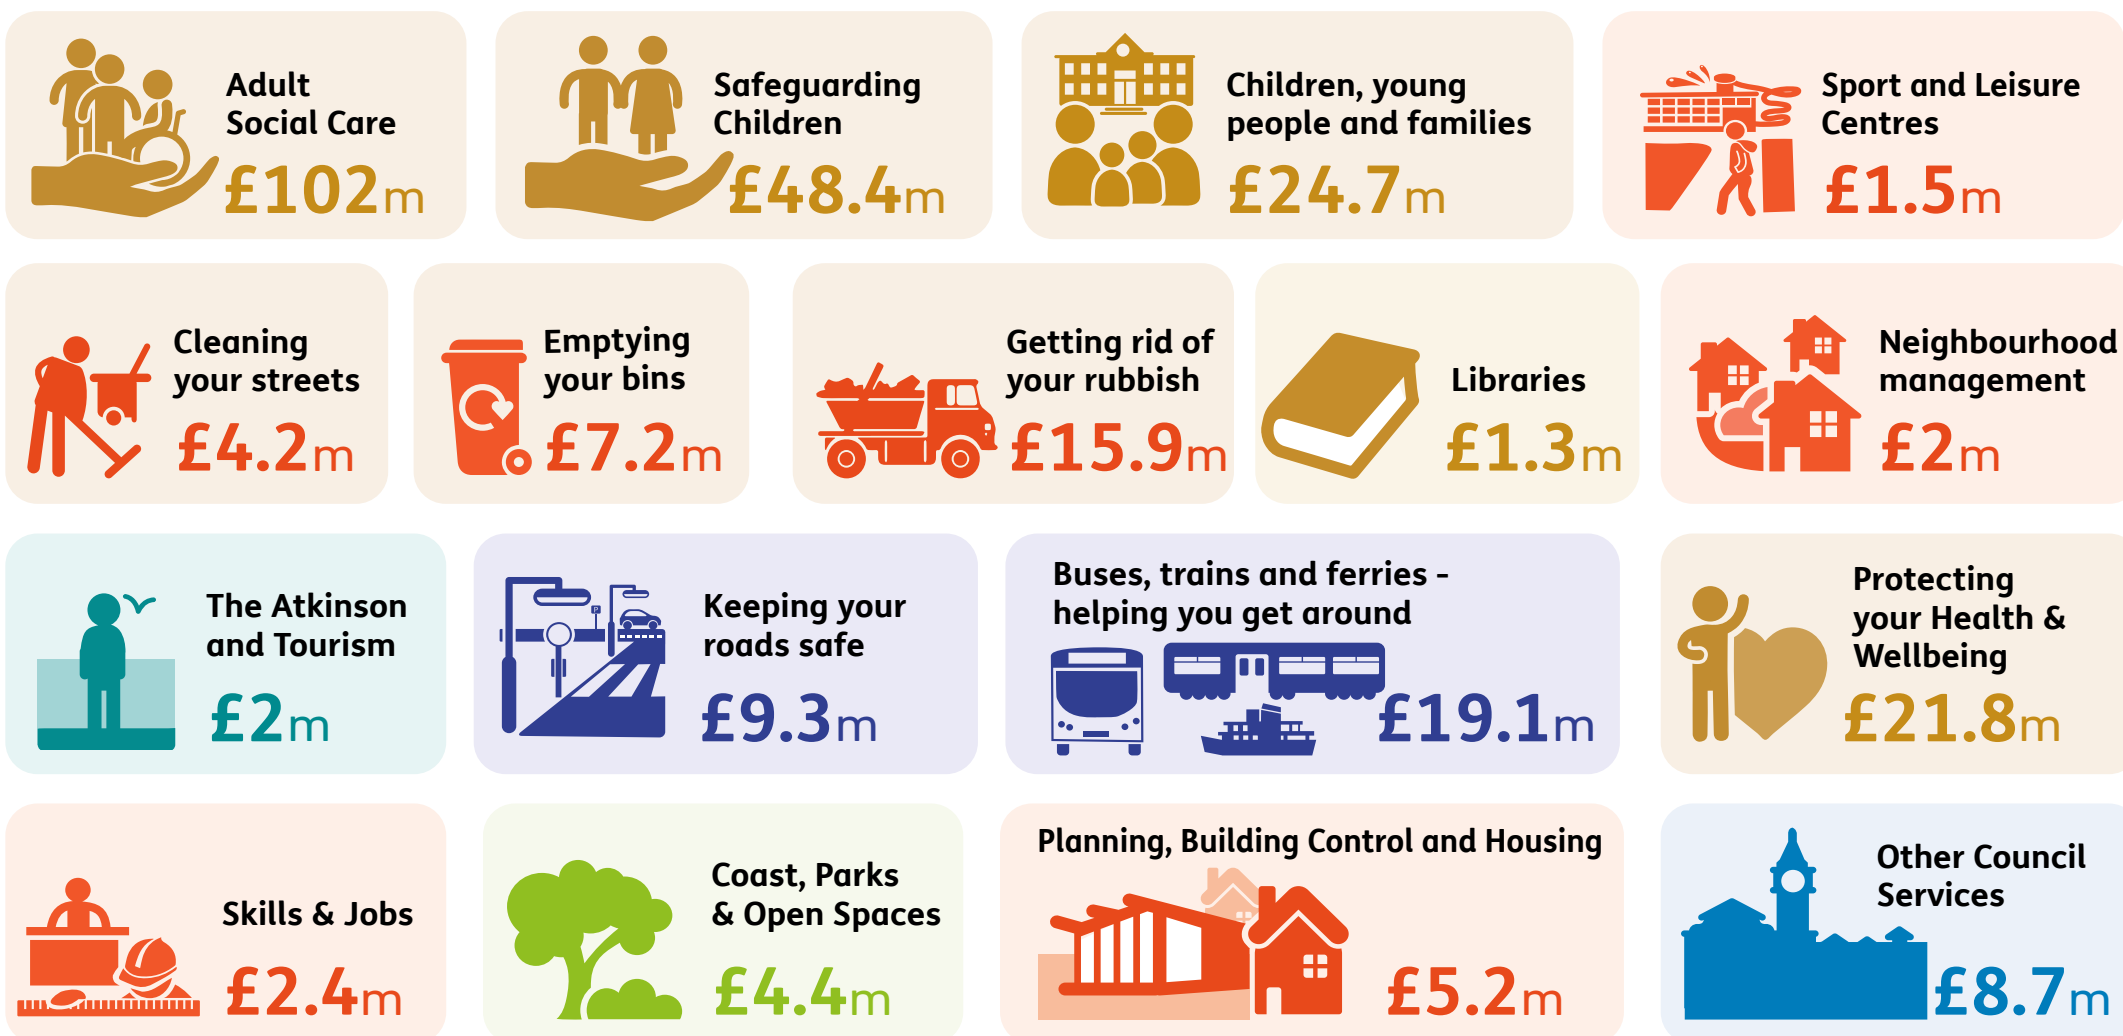 Adult
Social Care
£102m
Safeguarding
Children
£48.4m
Children, young
people and families
£24.7m
Sport and Leisure
Centres
£1.5m
Cleaning
your streets
£4.2m
Emptying
your bins
£7.2m
Getting rid of
your rubbish
£15.9m
Libraries
£1.3m
Neighbourhood
management
£2m
The Atkinson
and Tourism
£2m
Keeping your
roads safe
£9.3m
P
Buses, trains and ferries -
helping you get around
£19.1m
Protecting
your Health &
Wellbeing
£21.8m
Skills & Jobs
£2.4m
Coast, Parks
& Open Spaces
£4.4m
Planning, Building Control and Housing
£5.2m
Other Council
Services
£8.7m